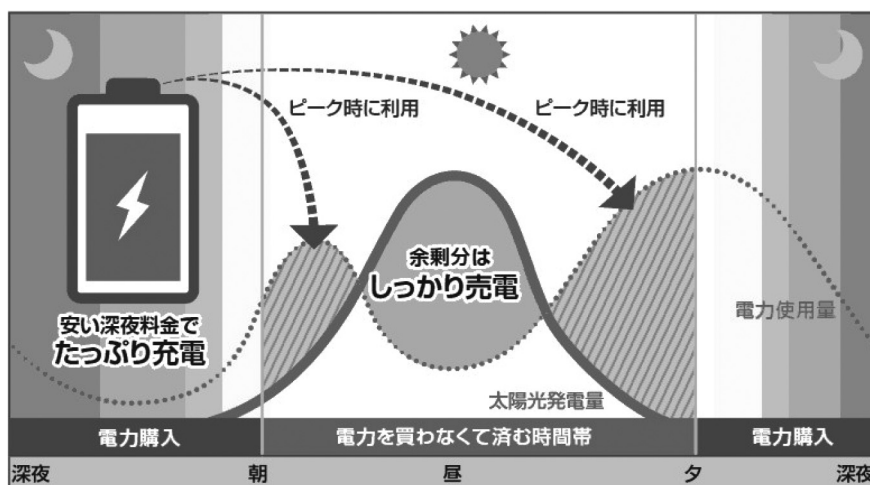 ピーク時に利用
ピーク時に利用
余剰分は
しっかり売電
安い深夜料金で
たっぷり充電
電力使用量
太陽光発電量
電力購入
電力を買わなくて済む時間帯
電力購入
深夜
朝
昼
夕
深夜